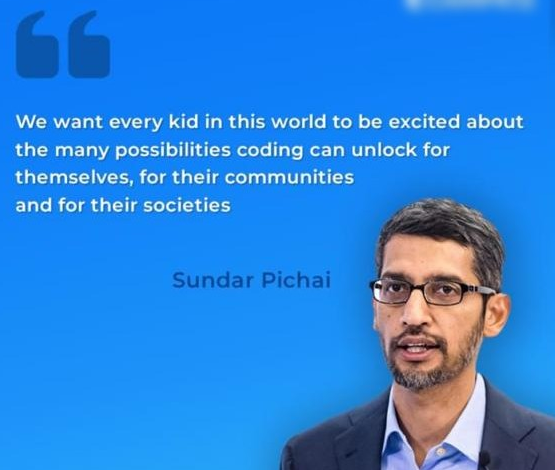 We want every kid in this world to be excited about
the many possibilities coding can unlock for
themselves, for their communities
and for their societies
Sundar Pichai